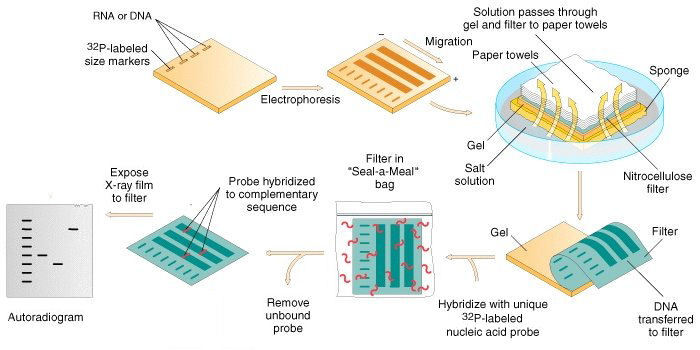 RNA or DNA
³²P-labeled
size markers
Electrophoresis
−
Migration
+
Solution passes through
gel and filter to paper towels
Paper towels
Sponge
Gel
Salt
solution
Nitrocellulose
filter
Gel
Filter
DNA
transferred
to filter
Hybridize with unique
³²P-labeled
nucleic acid probe
Filter in
"Seal-a-Meal"
bag
Remove
unbound
probe
Probe hybridized
to complementary
sequence
Expose
X-ray film
to filter
Autoradiogram